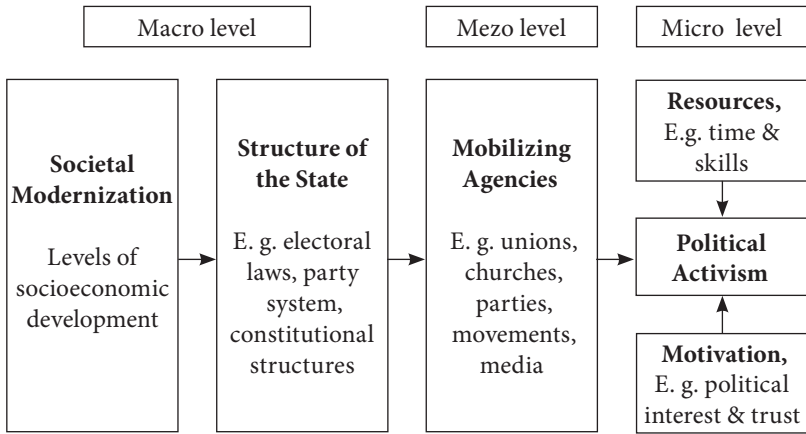 Macro level
Mezo level
Micro level
Societal
Modernization
Levels of
socioeconomic
development
Structure of
the State
E. g. electoral
laws, party
system,
constitutional
structures
Mobilizing
Agencies
E. g. unions,
churches,
parties,
movements,
media
Resources,
E.g. time &
skills
Political
Activism
Motivation,
E. g. political
interest & trust